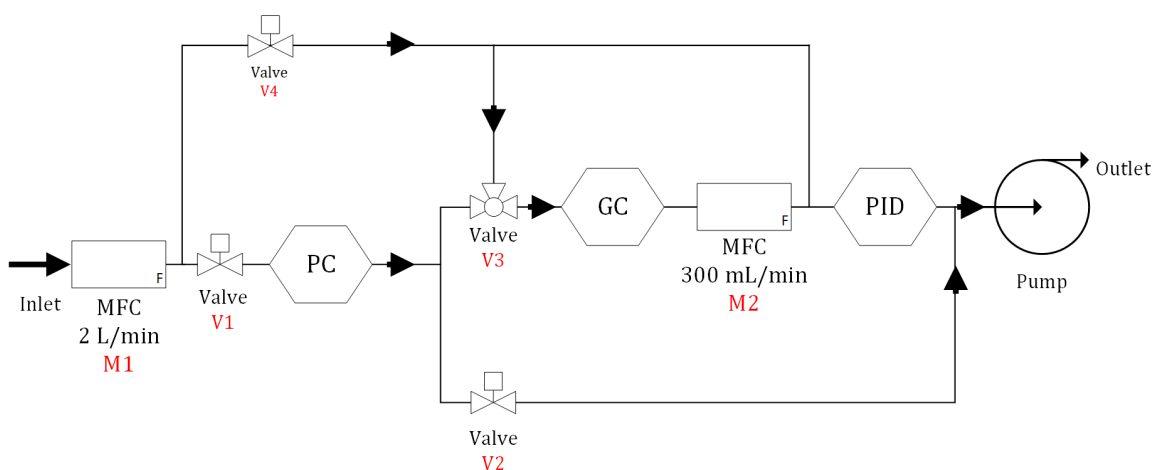 Valve
V4
Inlet
F
MFC
2 L/min
M1
Valve
V1
PC
Valve
V3
GC
F
MFC
300 mL/min
M2
PID
Outlet
Pump
Valve
V2